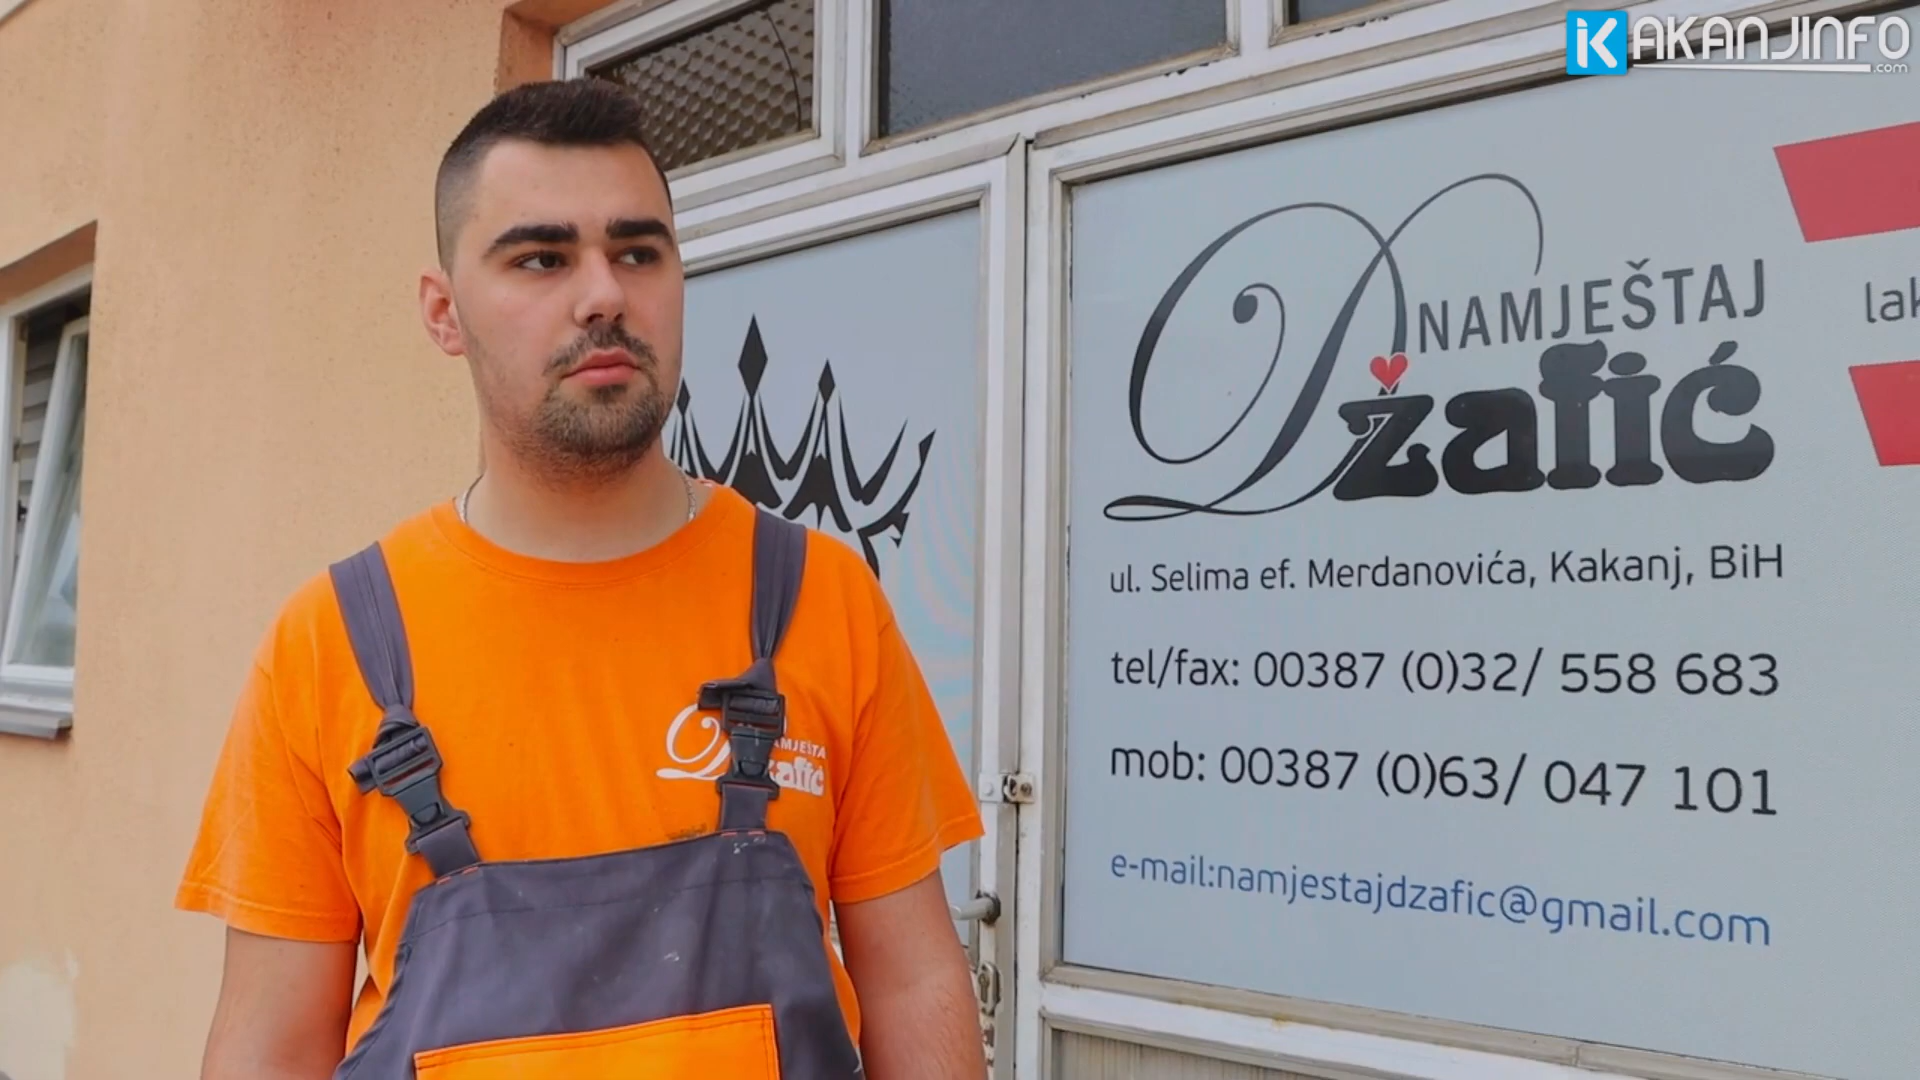 KAKANJINFO
.com
NAMJEŠTAJ
Džafić
lak
ul. Selima ef. Merdanovića, Kakanj, BiH
tel/fax: 00387 (0)32/ 558 683
mob: 00387 (0)63/ 047 101
e-mail:namjestajdzafic@gmail.com